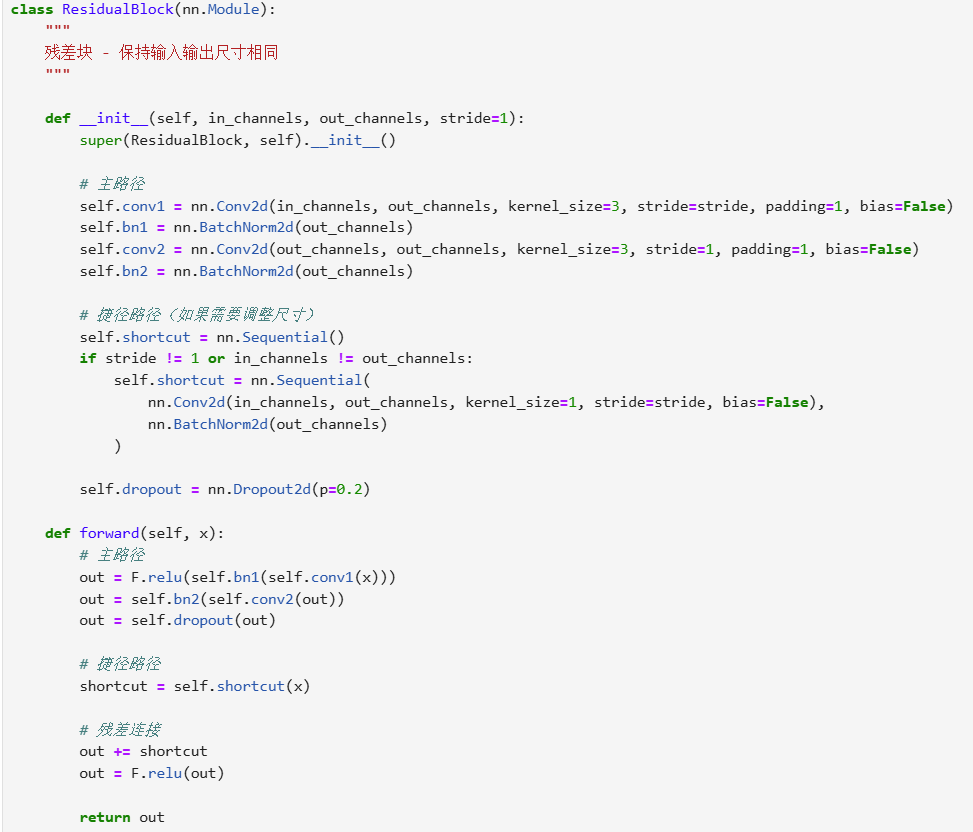 class ResidualBlock(nn.Module):
    """
    残差块 - 保持输入输出尺寸相同
    """
    def __init__(self, in_channels, out_channels, stride=1):
        super(ResidualBlock, self).__init__()
        # 主路径
        self.conv1 = nn.Conv2d(in_channels, out_channels, kernel_size=3, stride=stride, padding=1, bias=False)
        self.bn1 = nn.BatchNorm2d(out_channels)
        self.conv2 = nn.Conv2d(out_channels, out_channels, kernel_size=3, stride=1, padding=1, bias=False)
        self.bn2 = nn.BatchNorm2d(out_channels)
        # 捷径路径（如果需要调整尺寸）
        self.shortcut = nn.Sequential()
        if stride != 1 or in_channels != out_channels:
            self.shortcut = nn.Sequential(
                nn.Conv2d(in_channels, out_channels, kernel_size=1, stride=stride, bias=False),
                nn.BatchNorm2d(out_channels)
            )
        self.dropout = nn.Dropout2d(p=0.2)
    def forward(self, x):
        # 主路径
        out = F.relu(self.bn1(self.conv1(x)))
        out = self.bn2(self.conv2(out))
        out = self.dropout(out)
        # 捷径路径
        shortcut = self.shortcut(x)
        # 残差连接
        out += shortcut
        out = F.relu(out)
        return out